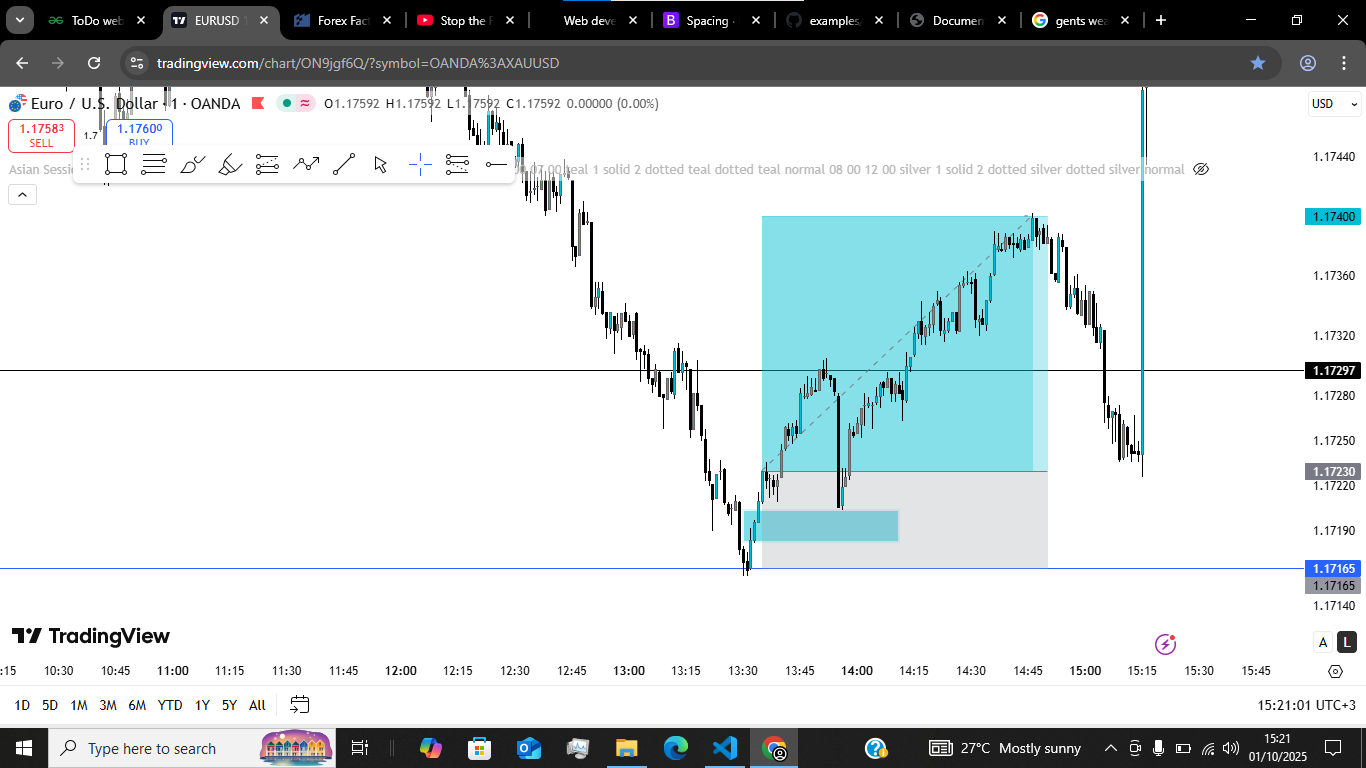 ToDo web
EURUSD 1
Forex Fact
Stop the F
Web deve
Spacing ·
examples/
Document
gents wea
tradingview.com/chart/ON9jgf6Q/?symbol=OANDA%3AXAUUSD
Euro / U.S. Dollar · 1 · OANDA
O1.17592 H1.17592 L1.17592 C1.17592 0.00000 (0.00%)
USD
1.17583
SELL
1.7
1.17600
BUY
Asian Sessi
07 00 teal 1 solid 2 dotted teal dotted teal normal 08 00 12 00 silver 1 solid 2 dotted silver dotted silver normal
1.17440
1.17400
1.17360
1.17320
1.17297
1.17280
1.17250
1.17230
1.17220
1.17190
1.17165
1.17165
1.17140
TradingView
A
L
:15 10:30 10:45 11:00 11:15 11:30 11:45 12:00 12:15 12:30 12:45 13:00 13:15 13:30 13:45 14:00 14:15 14:30 14:45 15:00 15:15 15:30 15:45
1D 5D 1M 3M 6M YTD 1Y 5Y All
15:21:01 UTC+3
Type here to search
27°C Mostly sunny
15:21
01/10/2025